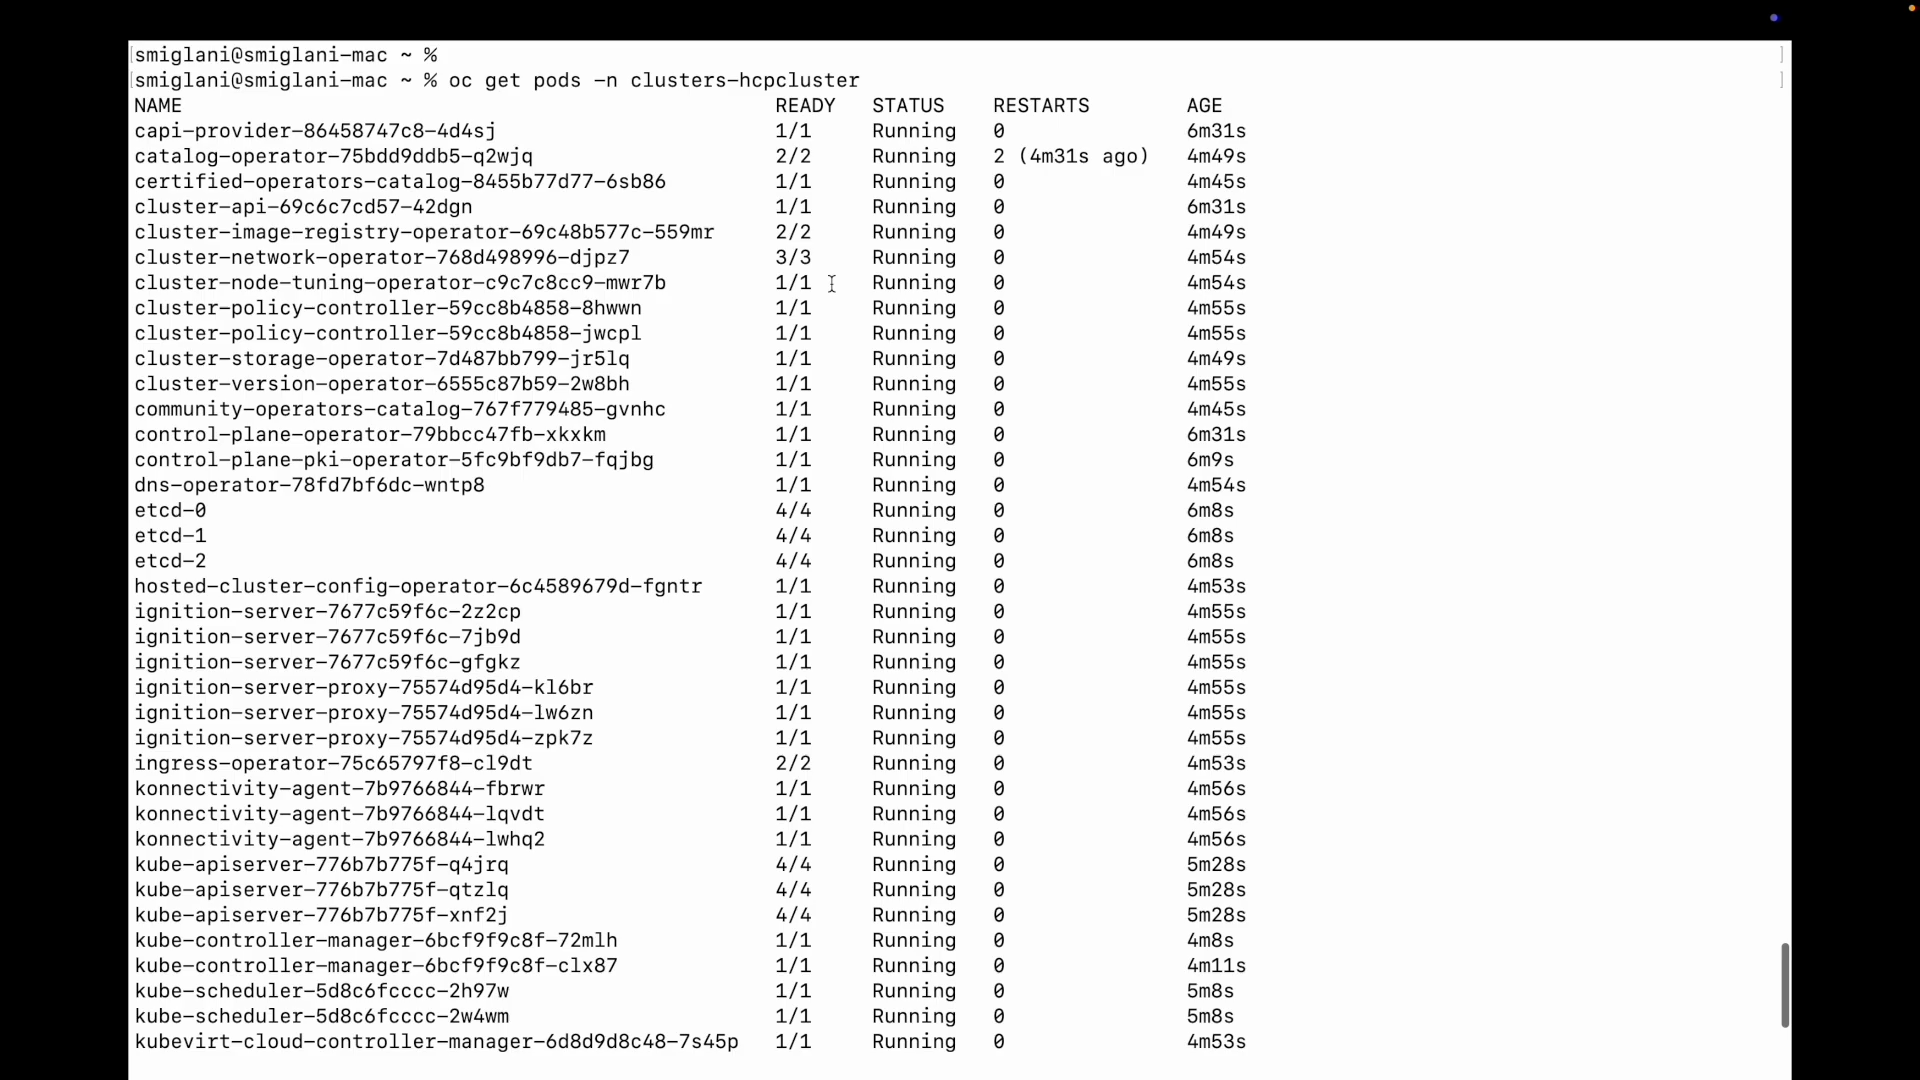 smiglani@smiglani-mac ~ %
smiglani@smiglani-mac ~ % oc get pods -n clusters-hcpcluster
NAME READY STATUS RESTARTS AGE
capi-provider-86458747c8-4d4sj 1/1 Running 0 6m31s
catalog-operator-75bdd9ddb5-q2wjq 2/2 Running 2 (4m31s ago) 4m49s
certified-operators-catalog-8455b77d77-6sb86 1/1 Running 0 4m45s
cluster-api-69c6c7cd57-42dgn 1/1 Running 0 6m31s
cluster-image-registry-operator-69c48b577c-559mr 2/2 Running 0 4m49s
cluster-network-operator-768d498996-djpz7 3/3 Running 0 4m54s
cluster-node-tuning-operator-c9c7c8cc9-mwr7b 1/1 Running 0 4m54s
cluster-policy-controller-59cc8b4858-8hwwn 1/1 Running 0 4m55s
cluster-policy-controller-59cc8b4858-jwcpl 1/1 Running 0 4m55s
cluster-storage-operator-7d487bb799-jr5lq 1/1 Running 0 4m49s
cluster-version-operator-6555c87b59-2w8bh 1/1 Running 0 4m55s
community-operators-catalog-767f779485-gvnhc 1/1 Running 0 4m45s
control-plane-operator-79bbcc47fb-xkxkm 1/1 Running 0 6m31s
control-plane-pki-operator-5fc9bf9db7-fqjbg 1/1 Running 0 6m9s
dns-operator-78fd7bf6dc-wntp8 1/1 Running 0 4m54s
etcd-0 4/4 Running 0 6m8s
etcd-1 4/4 Running 0 6m8s
etcd-2 4/4 Running 0 6m8s
hosted-cluster-config-operator-6c4589679d-fgntr 1/1 Running 0 4m53s
ignition-server-7677c59f6c-2z2cp 1/1 Running 0 4m55s
ignition-server-7677c59f6c-7jb9d 1/1 Running 0 4m55s
ignition-server-7677c59f6c-gfgkz 1/1 Running 0 4m55s
ignition-server-proxy-75574d95d4-kl6br 1/1 Running 0 4m55s
ignition-server-proxy-75574d95d4-lw6zn 1/1 Running 0 4m55s
ignition-server-proxy-75574d95d4-zpk7z 1/1 Running 0 4m55s
ingress-operator-75c65797f8-cl9dt 2/2 Running 0 4m53s
konnectivity-agent-7b9766844-fbrwr 1/1 Running 0 4m56s
konnectivity-agent-7b9766844-lqvdt 1/1 Running 0 4m56s
konnectivity-agent-7b9766844-lwhq2 1/1 Running 0 4m56s
kube-apiserver-776b7b775f-q4jrq 4/4 Running 0 5m28s
kube-apiserver-776b7b775f-qtzlq 4/4 Running 0 5m28s
kube-apiserver-776b7b775f-xnf2j 4/4 Running 0 5m28s
kube-controller-manager-6bcf9f9c8f-72mlh 1/1 Running 0 4m8s
kube-controller-manager-6bcf9f9c8f-clx87 1/1 Running 0 4m11s
kube-scheduler-5d8c6fcccc-2h97w 1/1 Running 0 5m8s
kube-scheduler-5d8c6fcccc-2w4wm 1/1 Running 0 5m8s
kubevirt-cloud-controller-manager-6d8d9d8c48-7s45p 1/1 Running 0 4m53s